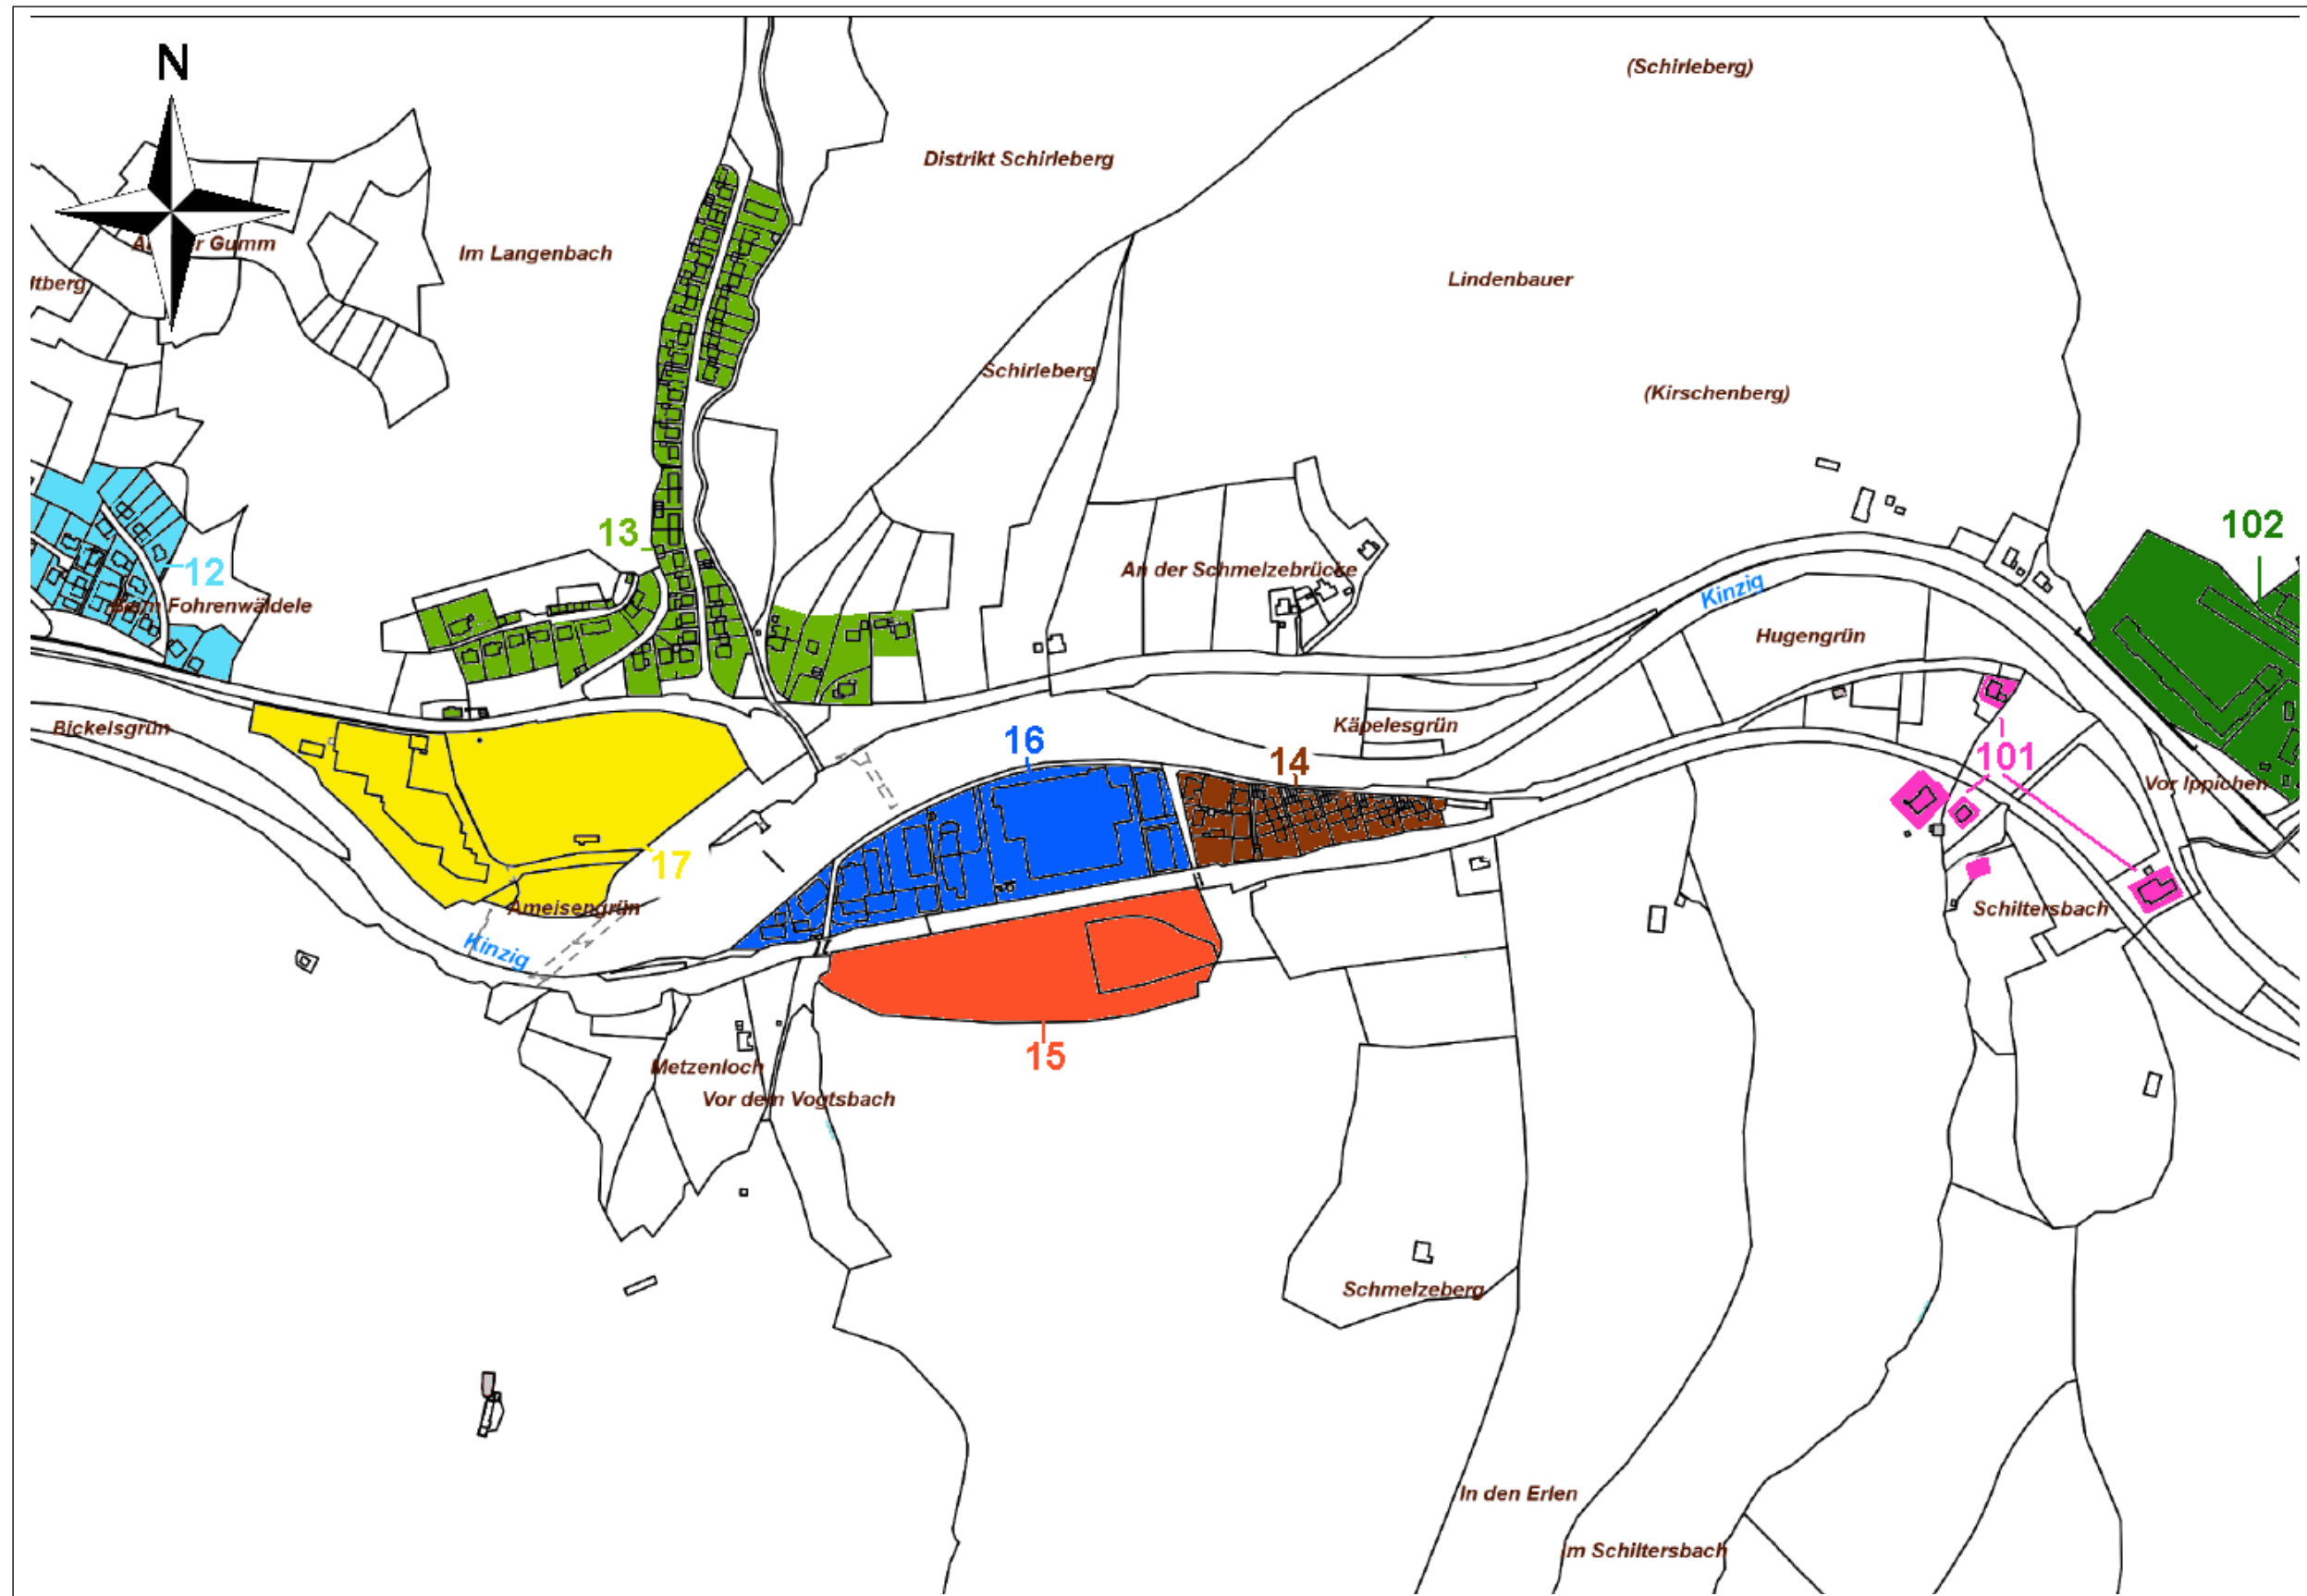 N
(Schirleberg)
Distrikt Schirleberg
Gumm
Im Langenbach
Lindenbauer
Schirleberg
(Kirschenberg)
102
13
12
An der Schmelzebrücke
Kinzig
Fohrenwäldele
Hugengrün
Bickelsgrün
Käpelesgrün
16
14
101
Vor Ippichen
17
Ameisengrün
Schiltersbach
Kinzig
15
Metzenloch
Vor dem Vogtsbach
Schmelzeberg
In den Erlen
Im Schiltersbach